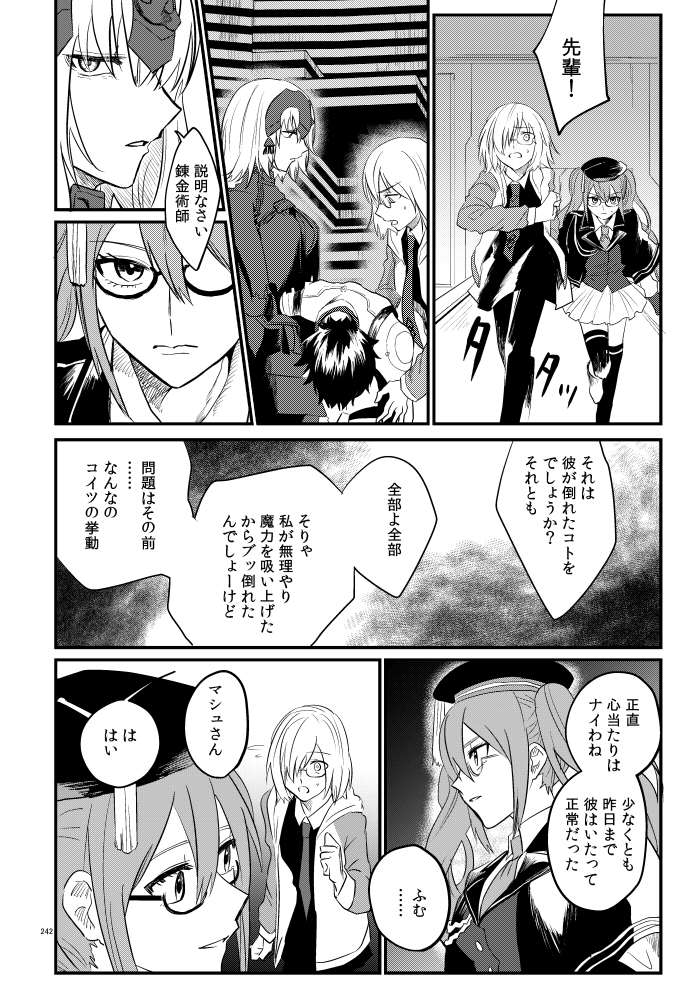 先輩！
タ
タッ
説明なさい
錬金術師
それは
彼が倒れたコトを
でしょうか？
それとも
全部よ全部
そりゃ
私が無理やり
魔力を吸い上げた
からブッ倒れた
んでしょーけど
問題はその前
……
なんなの
コイツの挙動
正直
心当たりは
ナイわね
少なくとも
昨日まで
彼はいたって
正常だった
ふむ
……
マシュさん
は
はい
242